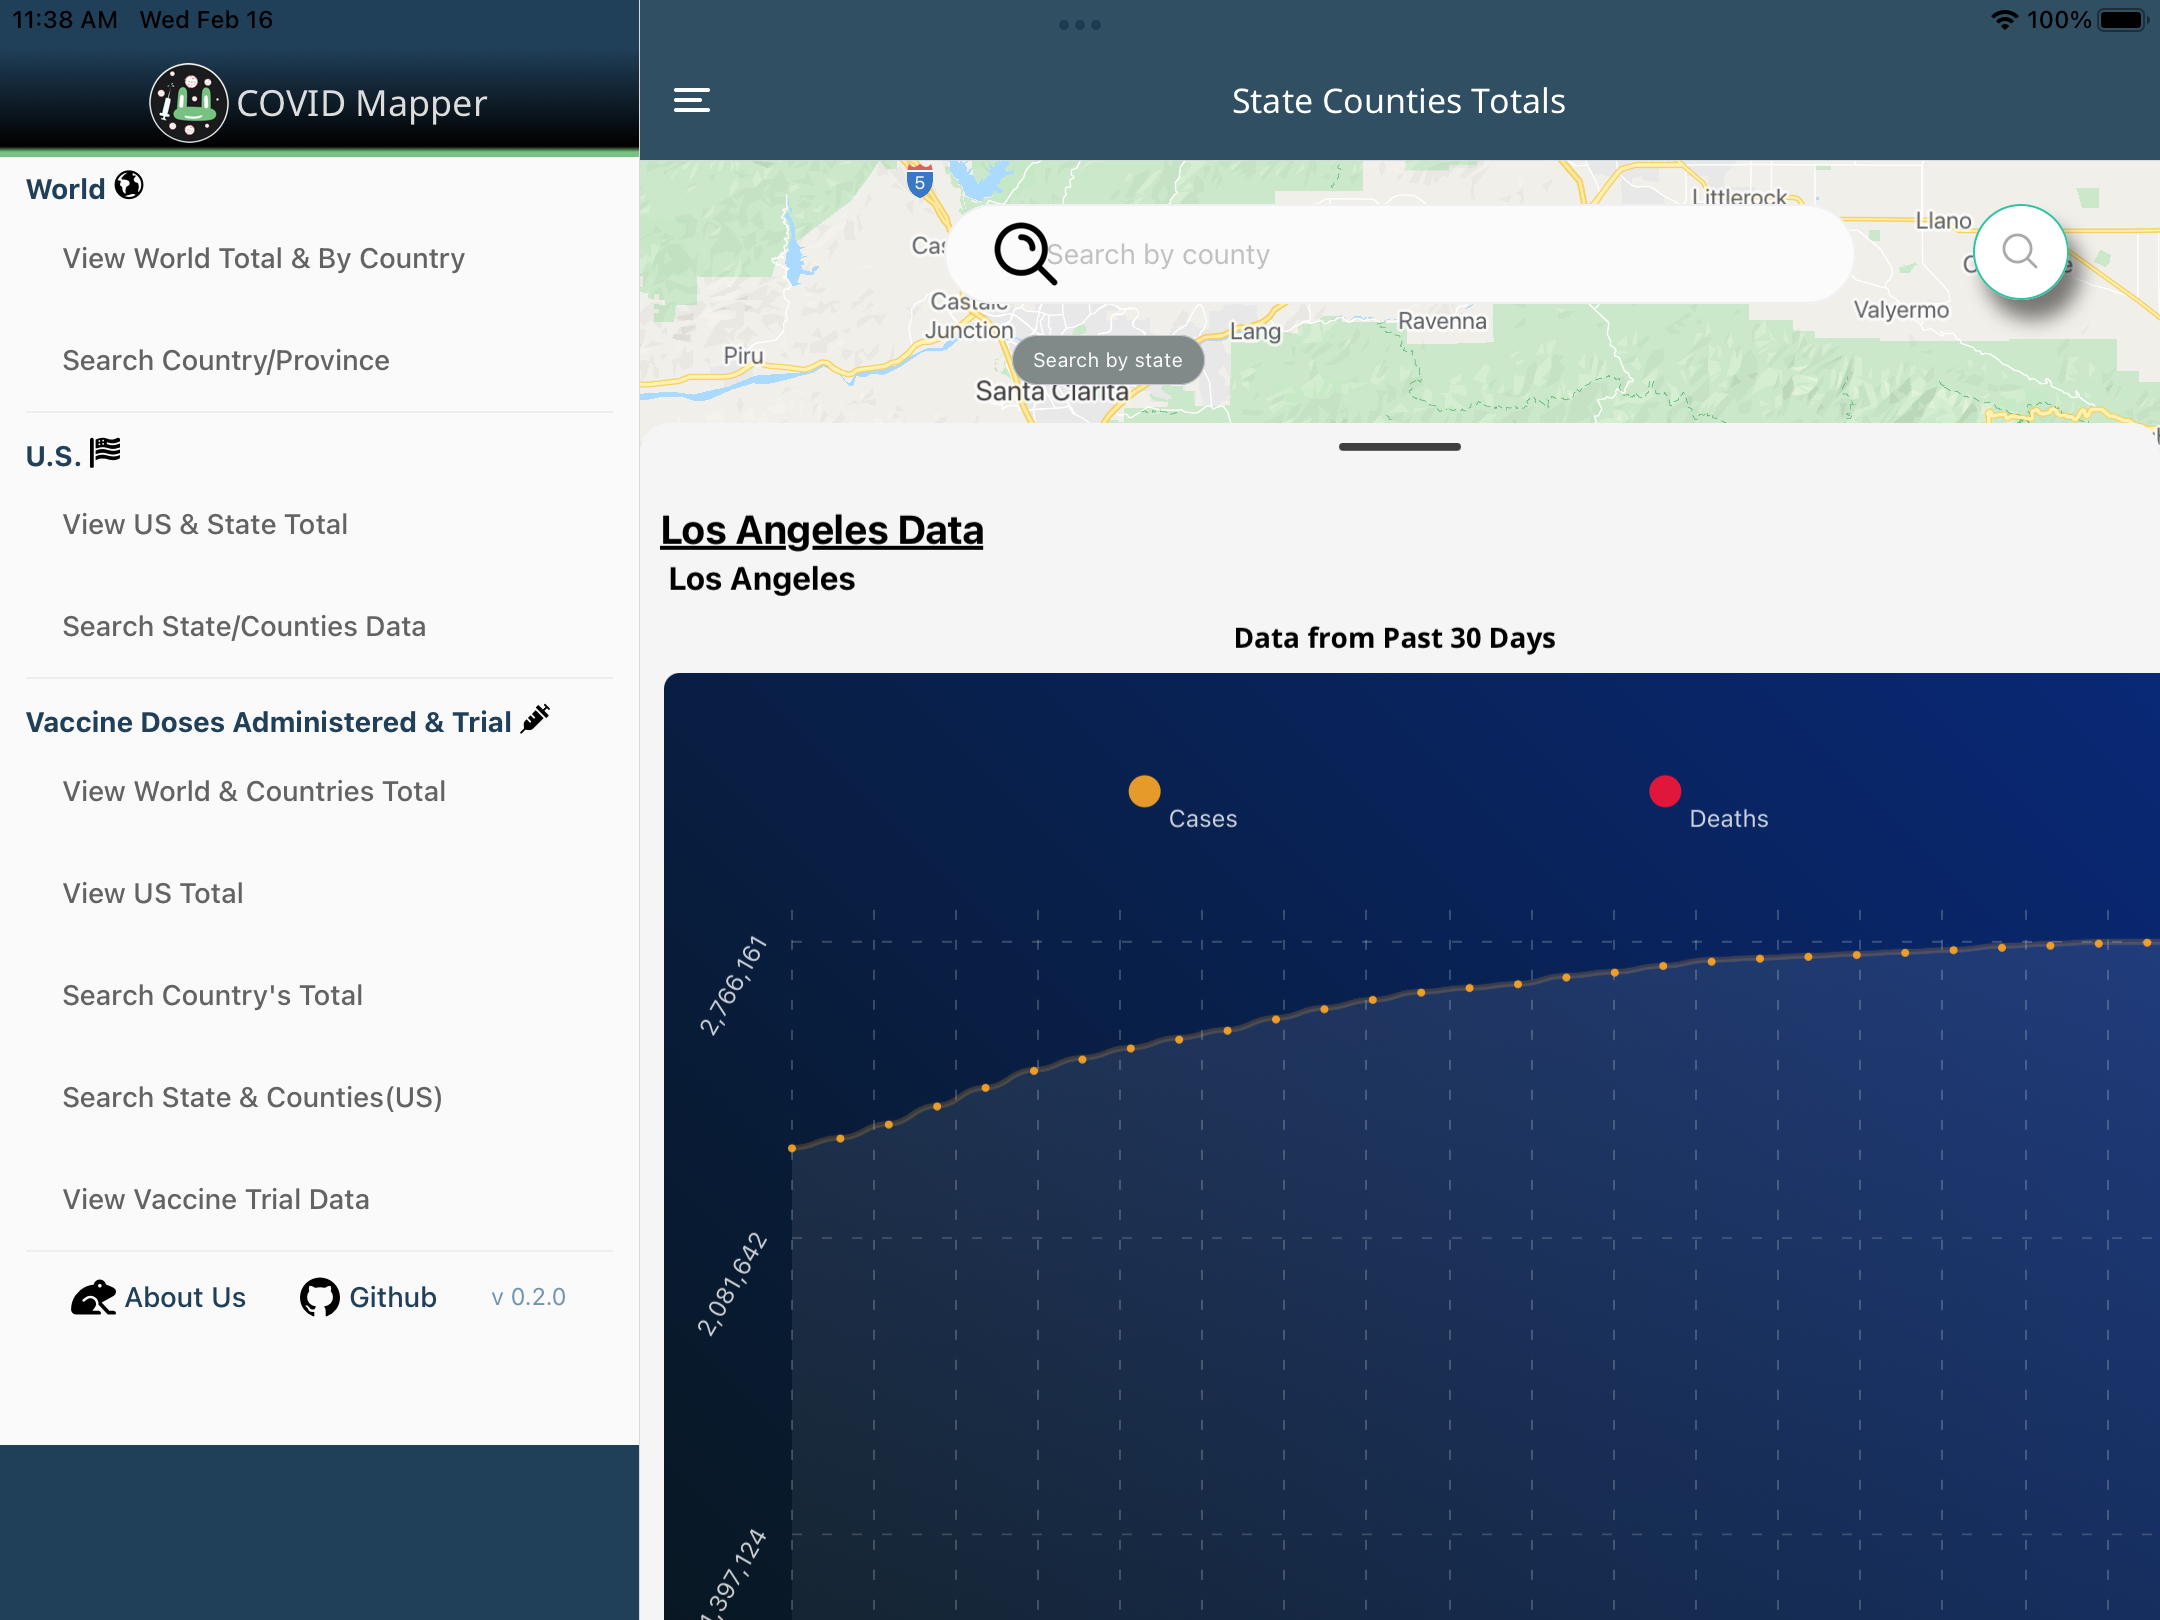 11:38 AM Wed Feb 16
100%
COVID Mapper
World
View World Total & By Country
Search Country/Province
U.S.
View US & State Total
Search State/Counties Data
Vaccine Doses Administered & Trial
View World & Countries Total
View US Total
Search Country's Total
Search State & Counties(US)
View Vaccine Trial Data
About Us
Github
v 0.2.0
State Counties Totals
5
Littlerock
Llano
Search by county
Junction
Lang
Ravenna
Valyermo
Piru
Search by state
Santa Clarita
Los Angeles Data
Los Angeles
Data from Past 30 Days
Cases
Deaths
2,766,161
2,081,642
1,397,124